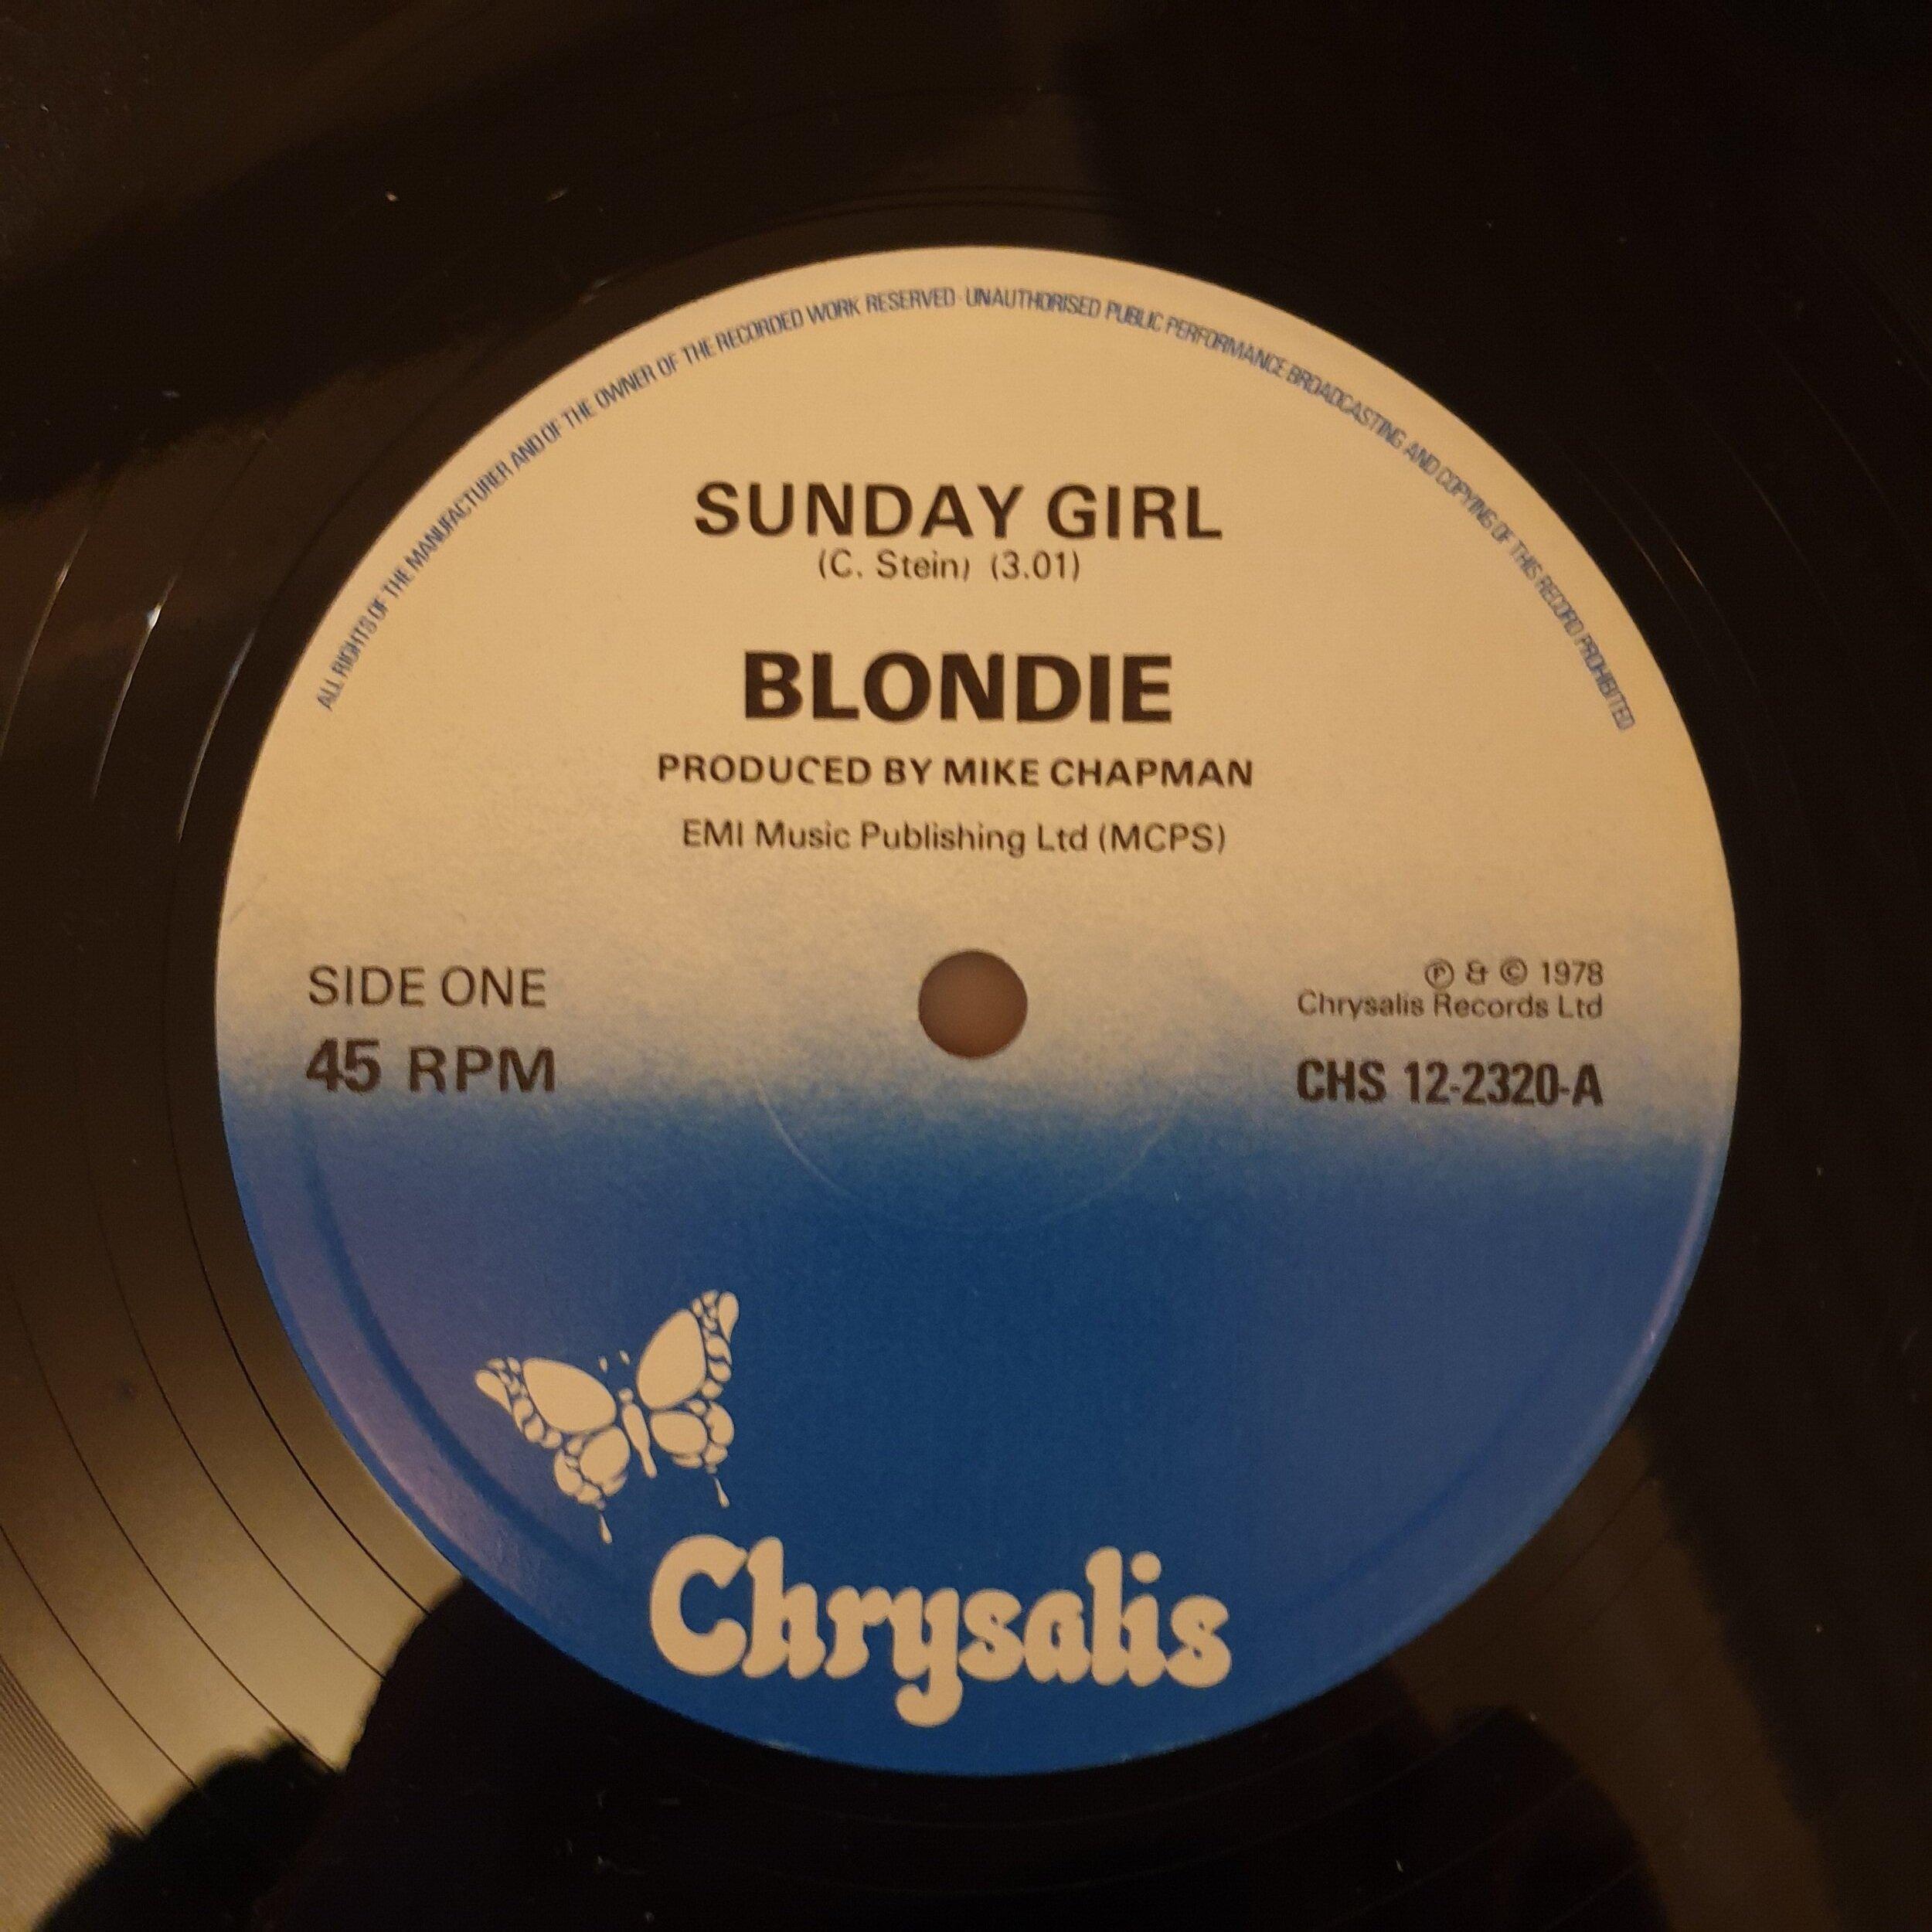 ALL RIGHTS OF THE MANUFACTURER AND OF THE OWNER OF THE RECORDED WORK RESERVED · UNAUTHORISED PUBLIC PERFORMANCE BROADCASTING AND COPYING OF THIS RECORD PROHIBITED
SUNDAY GIRL
(C. Stein) (3.01)
BLONDIE
PRODUCED BY MIKE CHAPMAN
EMI Music Publishing Ltd (MCPS)
SIDE ONE
45 RPM
℗ & © 1978
Chrysalis Records Ltd
CHS 12-2320-A
Chrysalis